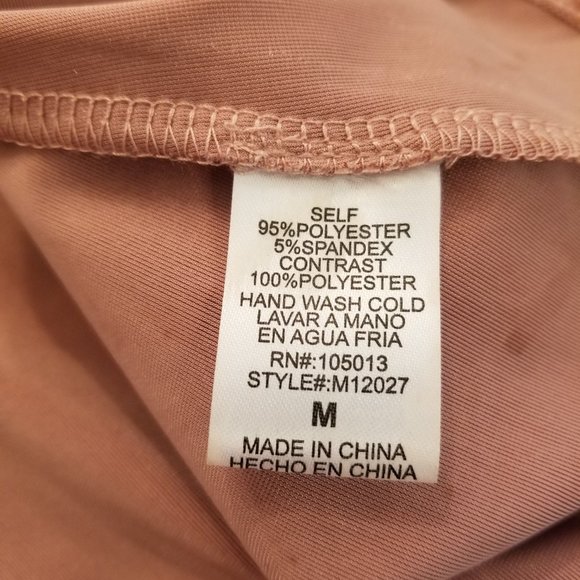 SELF
95%POLYESTER
5%SPANDEX
CONTRAST
100%POLYESTER
HAND WASH COLD
LAVAR A MANO
EN AGUA FRIA
RN#:105013
STYLE#:M12027
M
MADE IN CHINA
HECHO EN CHINA